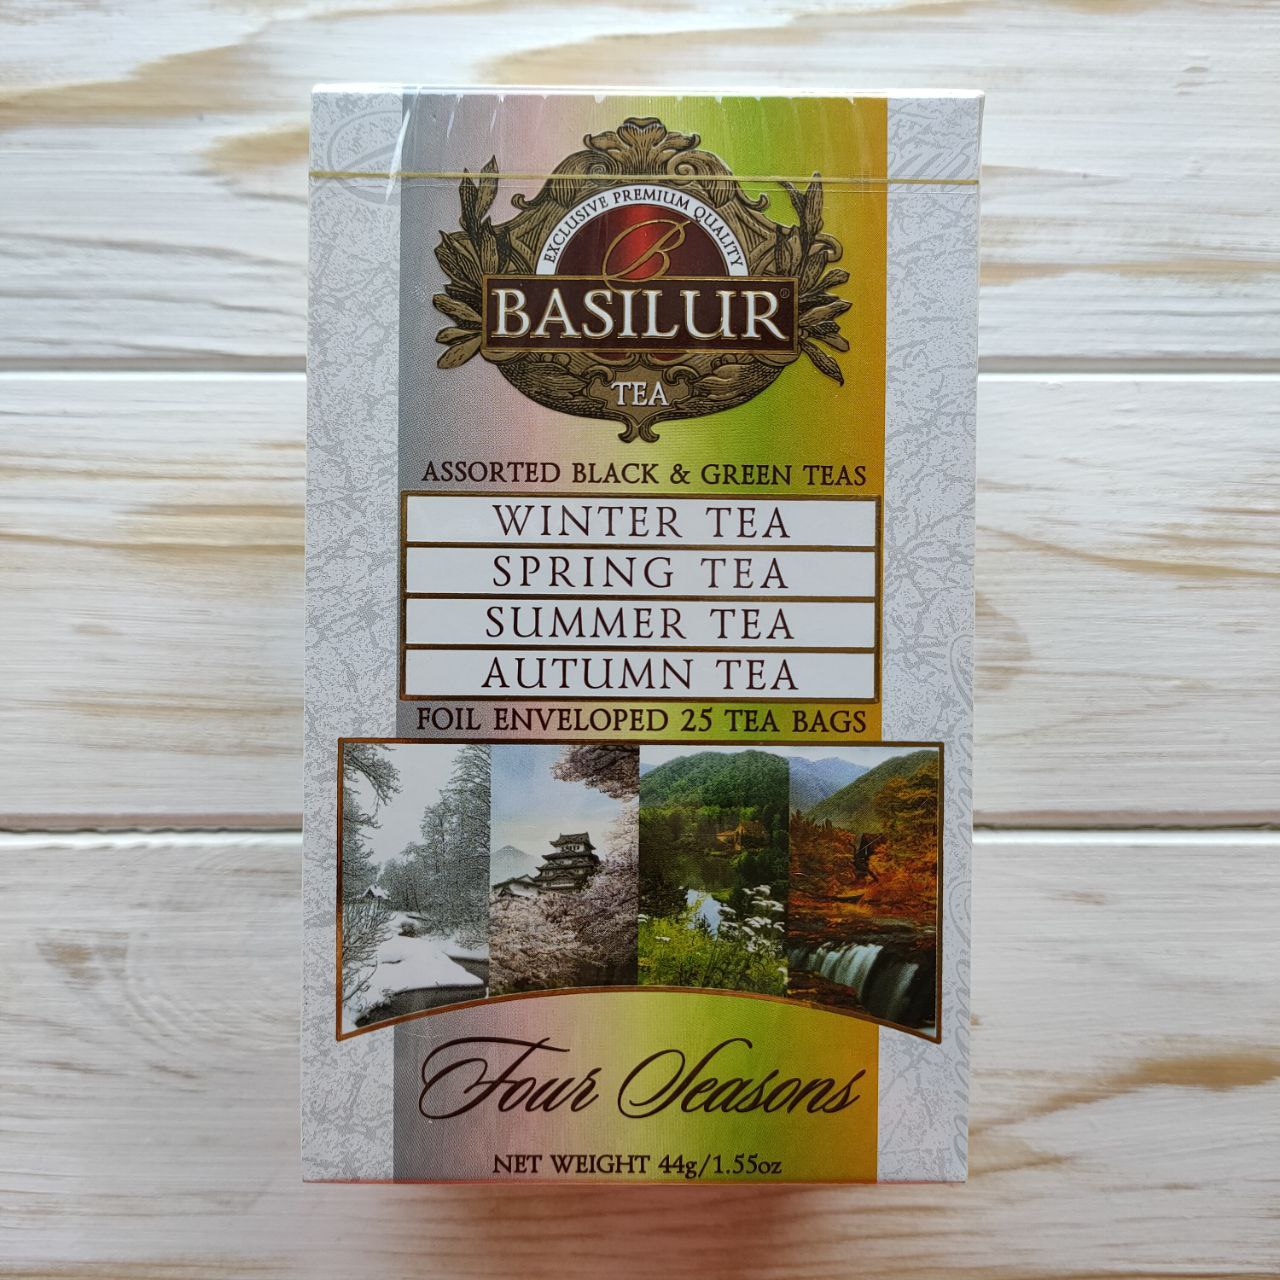 EXCLUSIVE PREMIUM QUALITY
B
BASILUR®
TEA
ASSORTED BLACK & GREEN TEAS
WINTER TEA
SPRING TEA
SUMMER TEA
AUTUMN TEA
FOIL ENVELOPED 25 TEA BAGS
Four Seasons
NET WEIGHT 44g/1.55oz